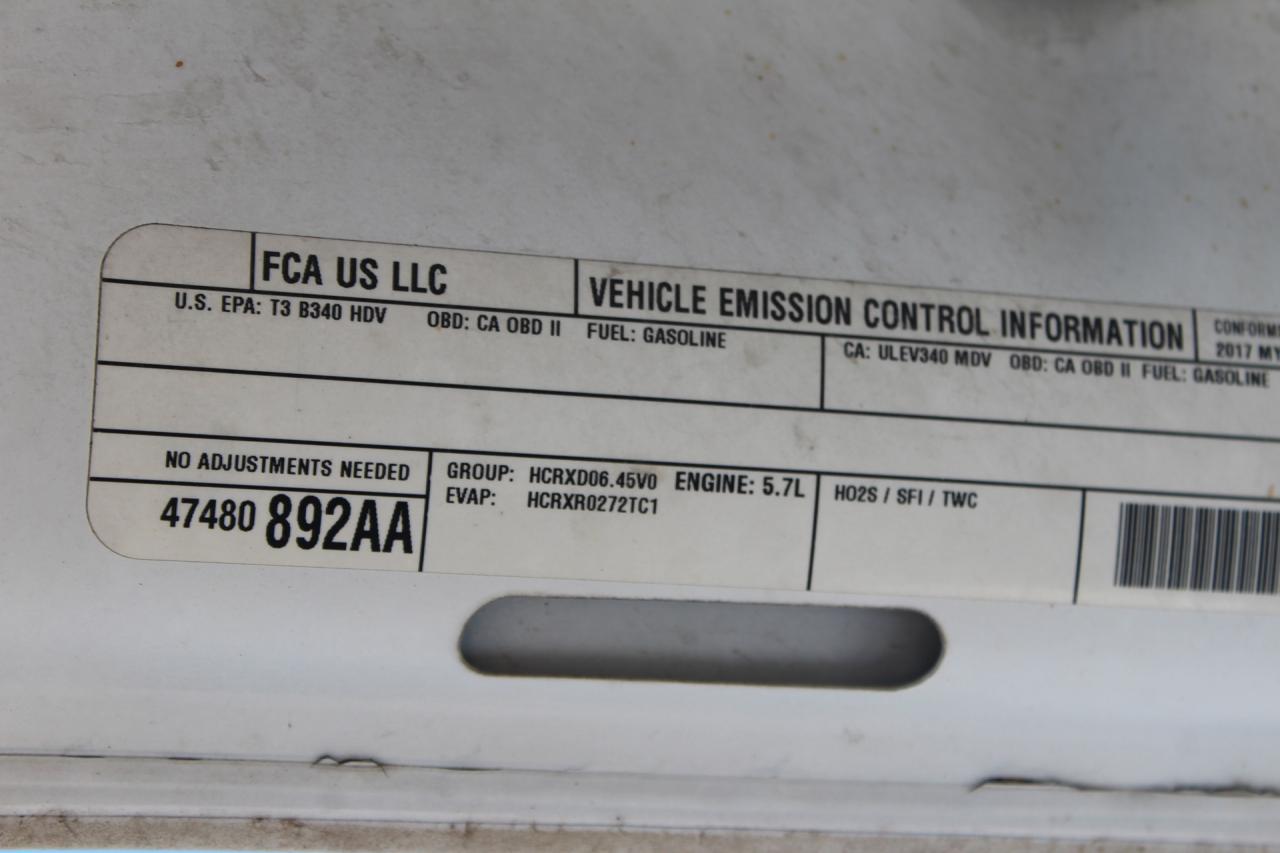 FCA US LLC
VEHICLE EMISSION CONTROL INFORMATION
2017 MY
U.S. EPA: T3 B340 HDV OBD: CA OBD II FUEL: GASOLINE
CA: ULEV340 MDV OBD: CA OBD II FUEL: GASOLINE
NO ADJUSTMENTS NEEDED
47480 892AA
GROUP: HCRXD06.45V0 ENGINE: 5.7L
EVAP: HCRXR0272TC1
HO2S / SFI / TWC